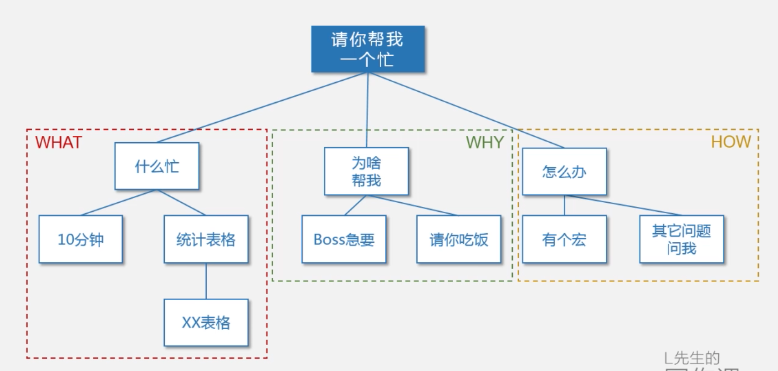 请你帮我
一个忙
WHAT
WHY
HOW
什么忙
为啥
帮我
怎么办
10分钟
统计表格
Boss急要
请你吃饭
有个宏
其它问题
问我
XX表格
L先生的